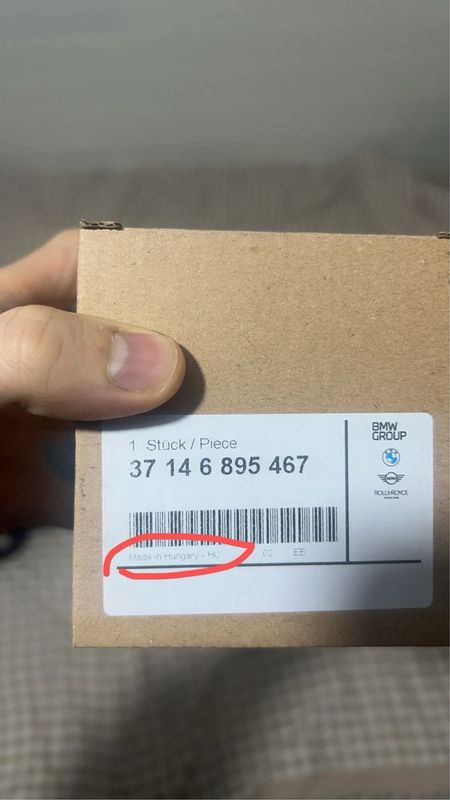 1 Stück / Piece
37 14 6 895 467
Made in Hungary - HU 02 EB
BMW
GROUP
ROLLS-ROYCE